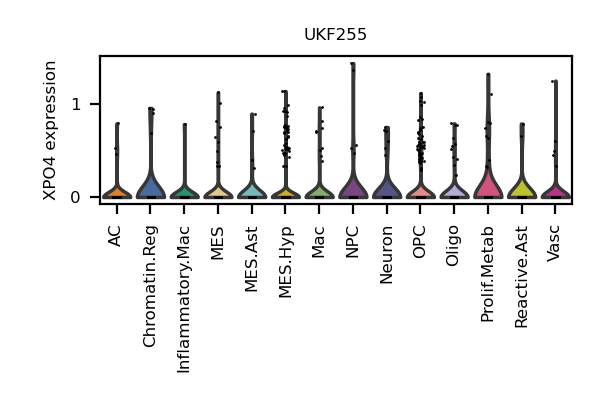 UKF255
XPO4 expression
1
0
AC
Chromatin.Reg
Inflammatory.Mac
MES
MES.Ast
MES.Hyp
Mac
NPC
Neuron
OPC
Oligo
Prolif.Metab
Reactive.Ast
Vasc